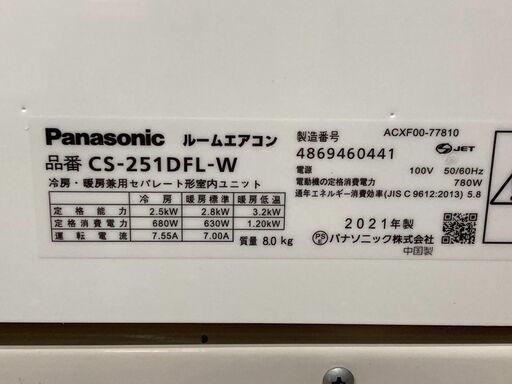 Panasonic ルームエアコン
品番 CS-251DFL-W
冷房・暖房兼用セパレート形室内ユニット
冷房 暖房標準 暖房低温
定格能力 2.5kW 2.8kW 3.2kW
定格消費電力 680W 630W 1.20kW
運転電流 7.55A 7.00A
質量 8.0 kg
ACXF00-77810
製造番号
4869460441
JET
電源 100V 50/60Hz
電動機の定格消費電力 780W
通年エネルギー消費効率(JIS C 9612:2013) 5.8
2021年製
PSE パナソニック株式会社
中国製